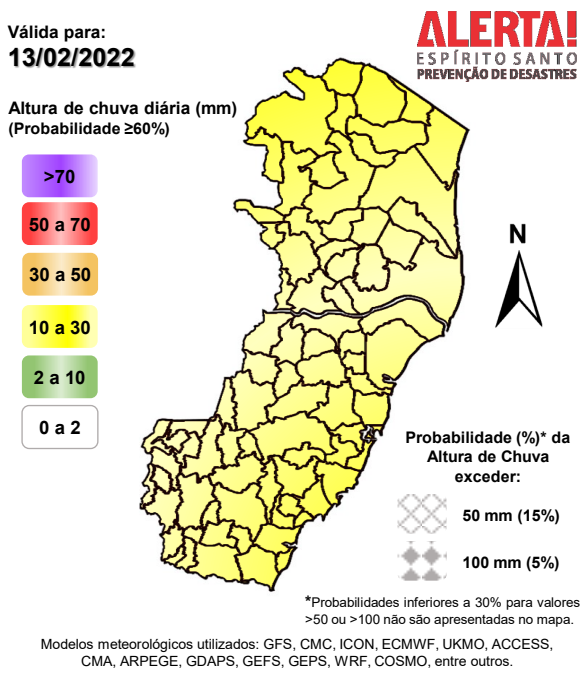 Válida para:
13/02/2022
ALERTA!
ESPÍRITO SANTO
PREVENÇÃO DE DESASTRES
Altura de chuva diária (mm)
(Probabilidade ≥60%)
>70
50 a 70
30 a 50
10 a 30
2 a 10
0 a 2
N
Probabilidade (%)* da
Altura de Chuva
exceder:
50 mm (15%)
100 mm (5%)
*Probabilidades inferiores a 30% para valores
>50 ou >100 não são apresentadas no mapa.
Modelos meteorológicos utilizados: GFS, CMC, ICON, ECMWF, UKMO, ACCESS,
CMA, ARPEGE, GDAPS, GEFS, GEPS, WRF, COSMO, entre outros.